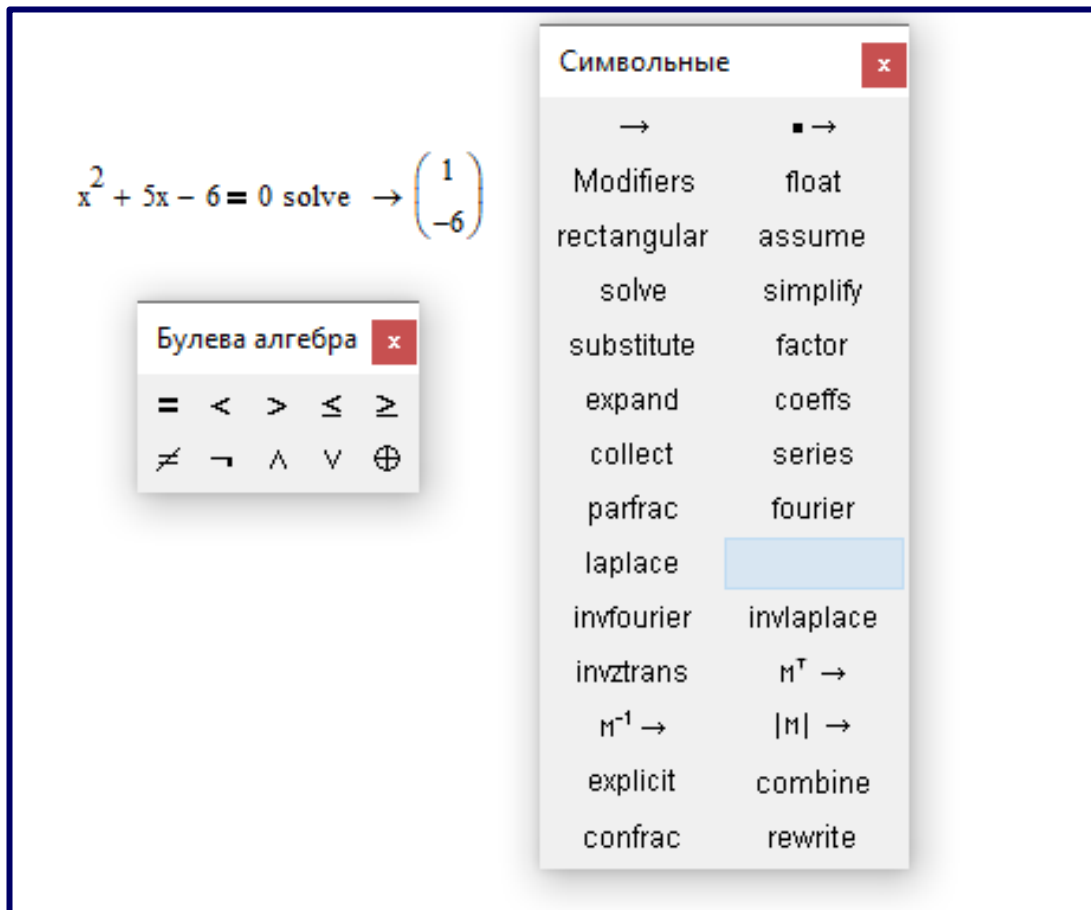 x² + 5x − 6 = 0 solve → (1 −6)
Булева алгебра x
= < > ≤ ≥
≠ ¬ ∧ ∨ ⊕
Символьные x
→ ▪ →
Modifiers float
rectangular assume
solve simplify
substitute factor
expand coeffs
collect series
parfrac fourier
laplace
invfourier invlaplace
invztrans Mᵀ →
M⁻¹ → |M| →
explicit combine
confrac rewrite